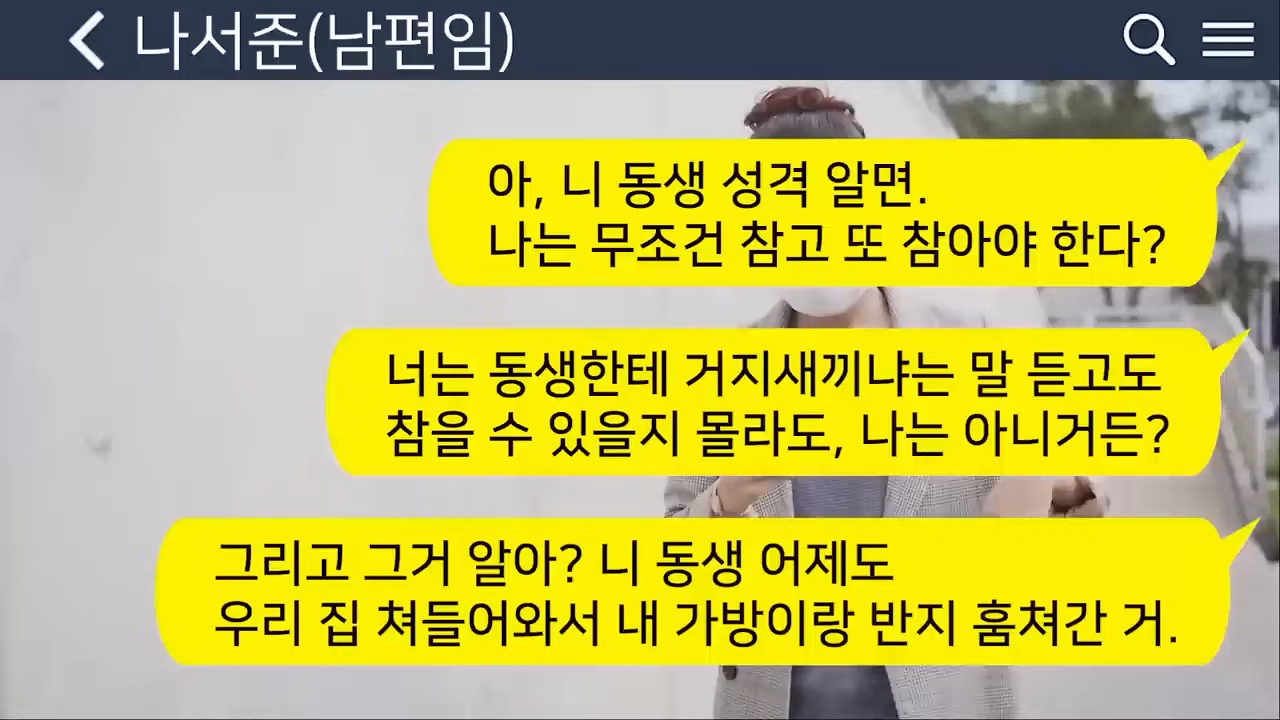 나서준(남편임)
아, 니 동생 성격 알면.
나는 무조건 참고 또 참아야 한다?
너는 동생한테 거지새끼냐는 말 듣고도
참을 수 있을지 몰라도, 나는 아니거든?
그리고 그거 알아? 니 동생 어제도
우리 집 쳐들어와서 내 가방이랑 반지 훔쳐간 거.